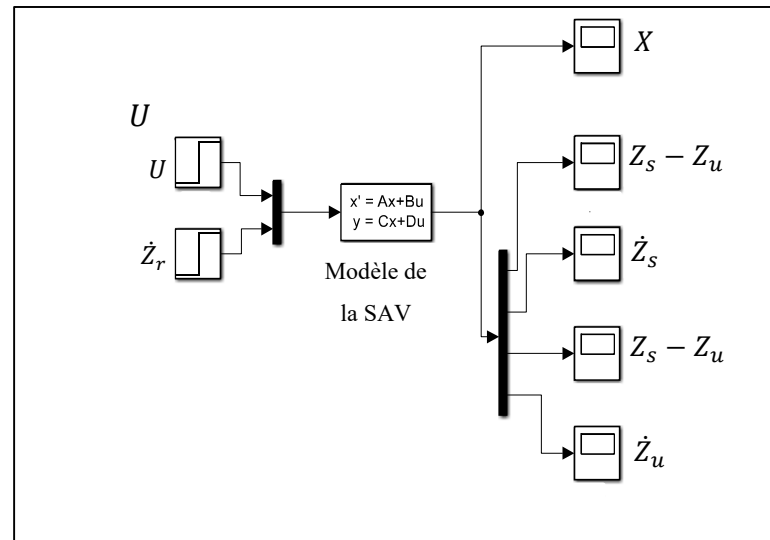 X
U
U
Z_s − Z_u
x' = Ax+Bu
y = Cx+Du
Ż_r
Ż_s
Modèle de
la SAV
Z_s − Z_u
Ż_u